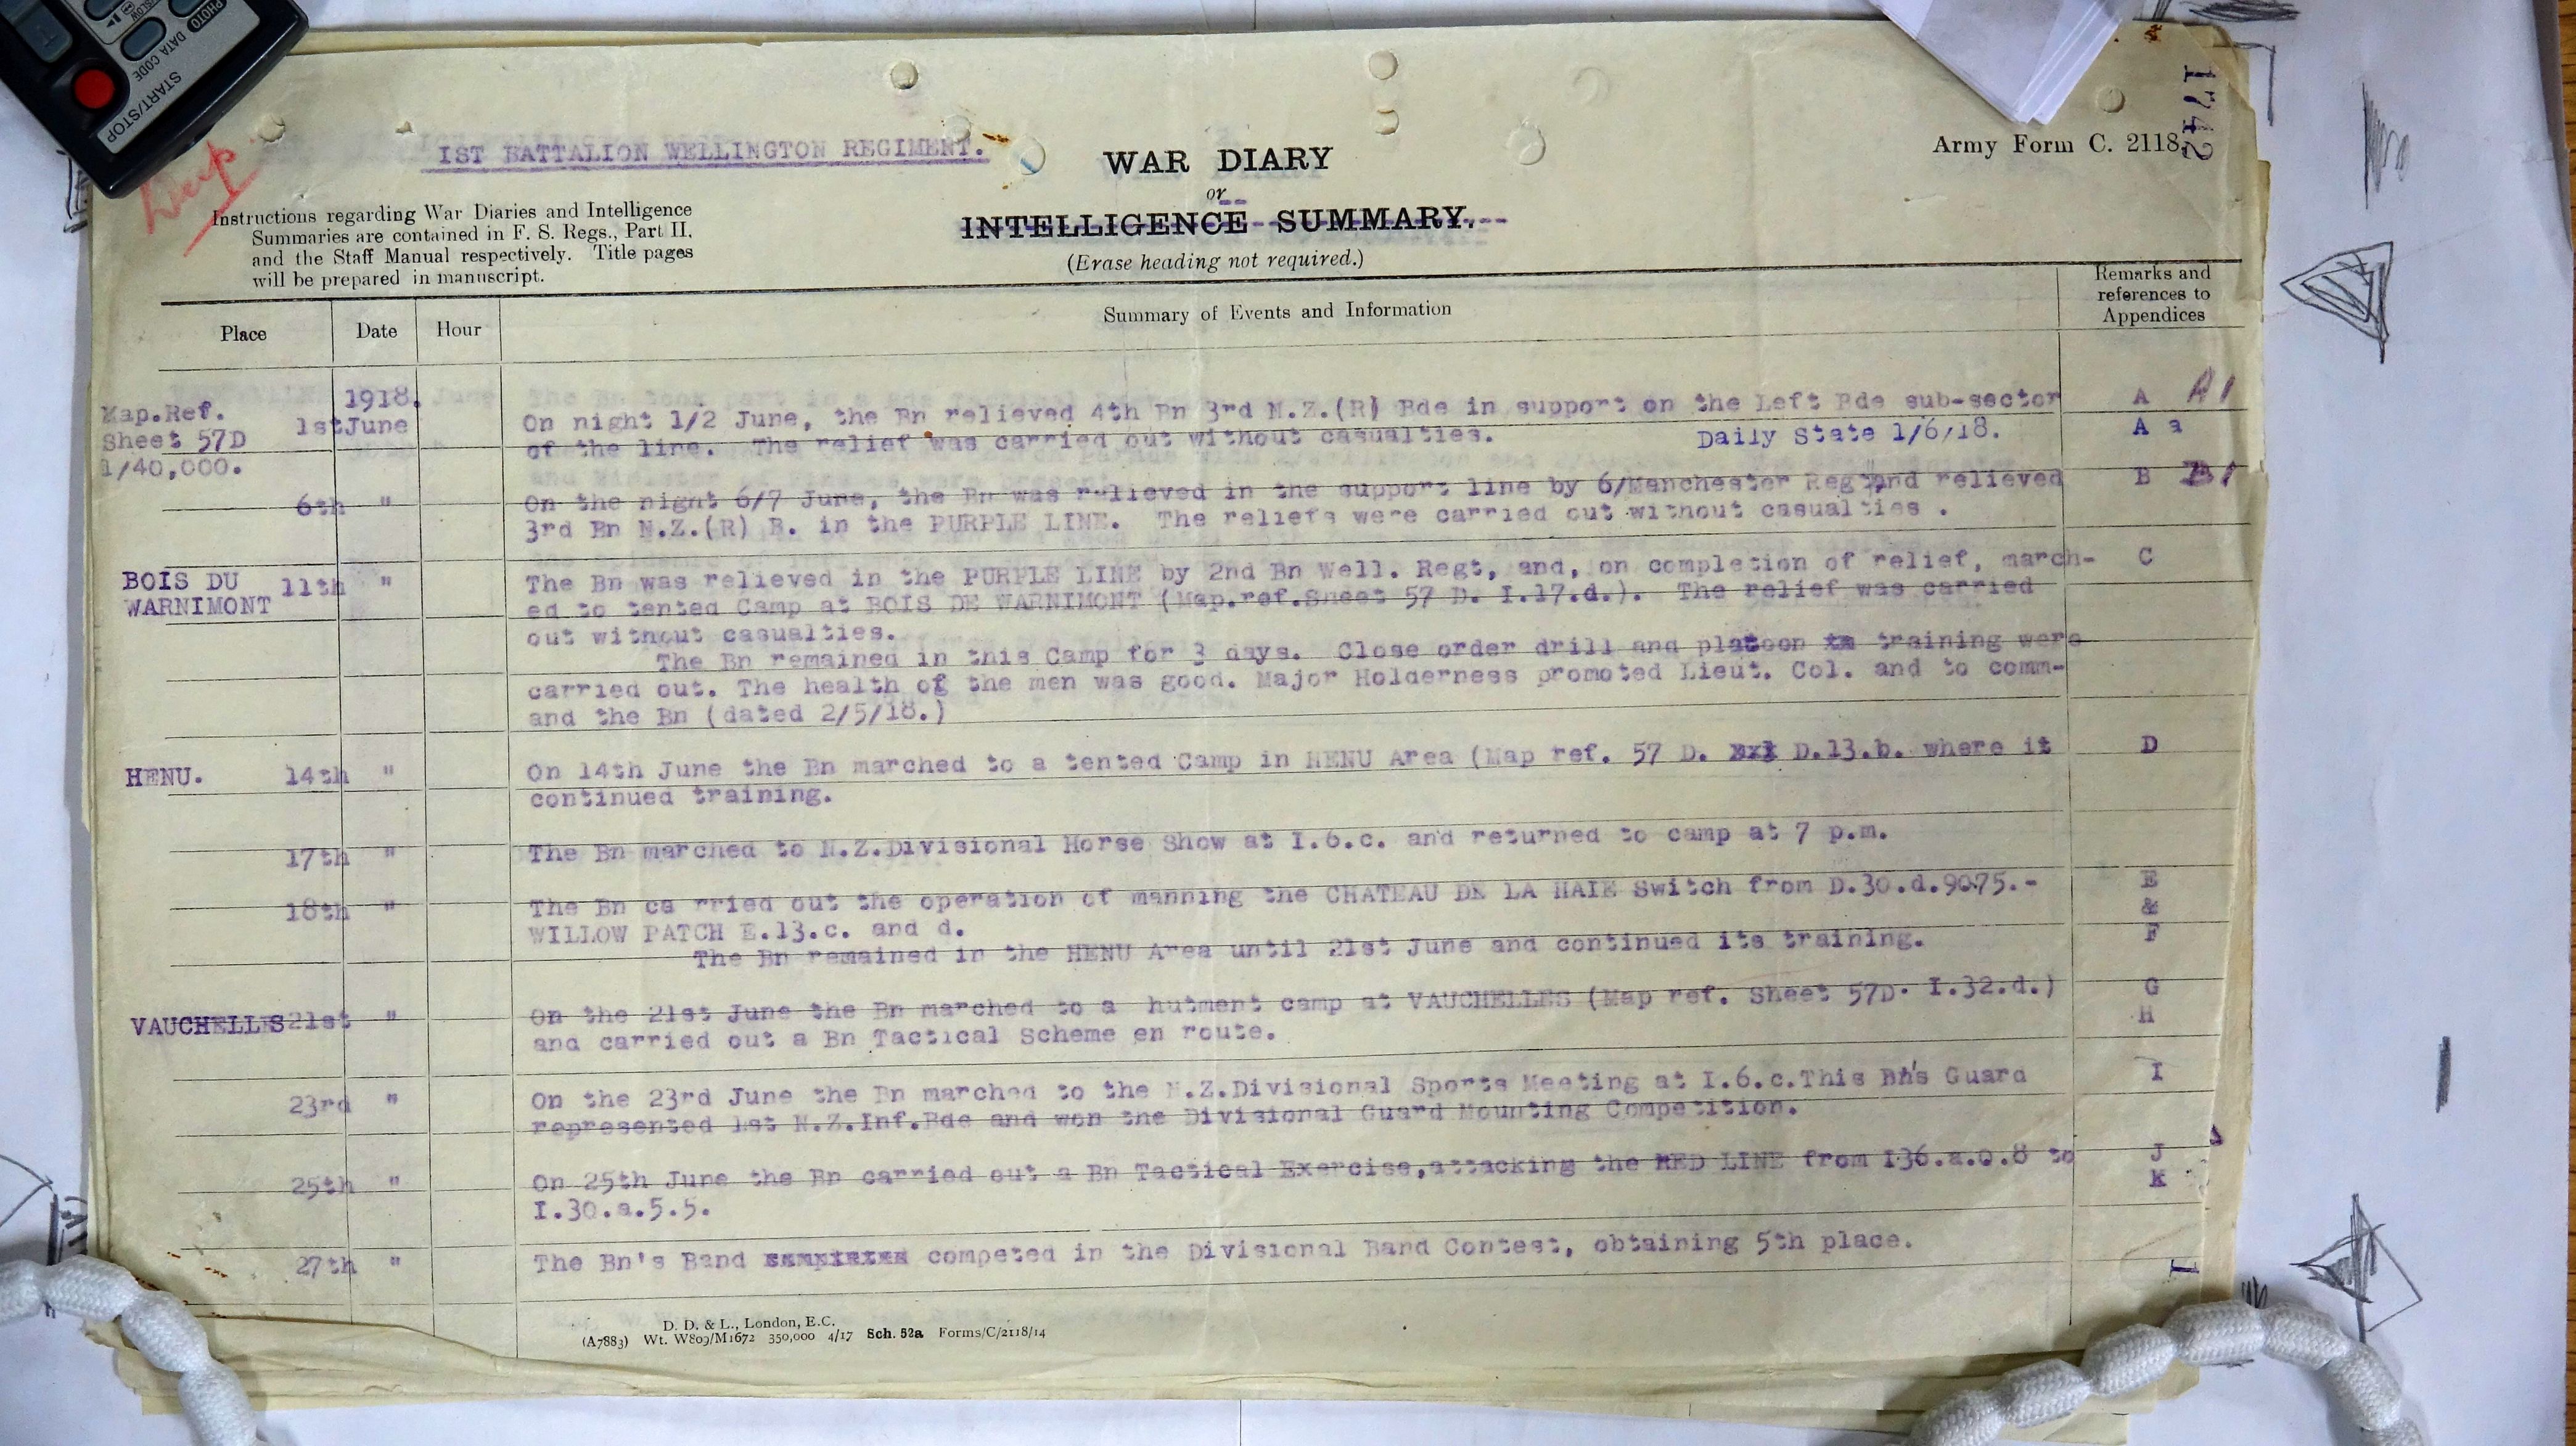 PHOTO
DATA CODE
SLOW
START/STOP
Dup
1742
1ST BATTALION WELLINGTON REGIMENT.
WAR DIARY
or
INTELLIGENCE SUMMARY.
(Erase heading not required.)
Army Form C. 2118.
Instructions regarding War Diaries and Intelligence
Summaries are contained in F. S. Regs., Part II.
and the Staff Manual respectively. Title pages
will be prepared in manuscript.
Place Date Hour Summary of Events and Information Remarks and
references to
Appendices
1918.
Map.Ref. 1st June On night 1/2 June, the Bn relieved 4th Bn 3rd N.Z.(R) Bde in support on the Left Bde sub-sector A A1
Sheet 57D of the line. The relief was carried out without casualties. Daily State 1/6/18. A a
1/40,000.
6th " On the night 6/7 June, the Bn was relieved in the support line by 6/Manchester Regt and relieved B B1
3rd Bn N.Z.(R) B. in the PURPLE LINE. The reliefs were carried out without casualties .
BOIS DU 11th " The Bn was relieved in the PURPLE LINE by 2nd Bn Well. Regt, and, on completion of relief, march- C
WARNIMONT ed to tented Camp at BOIS DE WARNIMONT (Map.ref.Sheet 57 D. I.17.d.). The relief was carried
out without casualties.
The Bn remained in this Camp for 3 days. Close order drill and platoon training were
carried out. The health of the men was good. Major Holderness promoted Lieut. Col. and to comm-
and the Bn (dated 2/5/18.)
HENU. 14th " On 14th June the Bn marched to a tented Camp in HENU Area (Map ref. 57 D. D.13.b. where it D
continued training.
17th " The Bn marched to N.Z.Divisional Horse Show at I.6.c. and returned to camp at 7 p.m.
18th " The Bn ca rried out the operation of manning the CHATEAU DE LA HAIE Switch from D.30.d.9075.- E
WILLOW PATCH E.13.c. and d. &
The Bn remained in the HENU Area until 21st June and continued its training. F
VAUCHELLES 21st " On the 21st June the Bn marched to a hutment camp at VAUCHELLES (Map ref. Sheet 57D. I.32.d.) G
and carried out a Bn Tactical Scheme en route. H
23rd " On the 23rd June the Bn marched to the N.Z.Divisional Sports Meeting at I.6.c.This Bn's Guard I
represented 1st N.Z.Inf.Bde and won the Divisional Guard Mounting Competition.
25th " On 25th June the Bn carried out a Bn Tactical Exercise,attacking the RED LINE from I36.a.0.8 to J
I.30.a.5.5. K
27th " The Bn's Band competed in the Divisional Band Contest, obtaining 5th place.
D. D. & L., London, E.C.
(A7883) Wt. W809/M1672 350,000 4/17 Sch. 52a Forms/C/2118/14